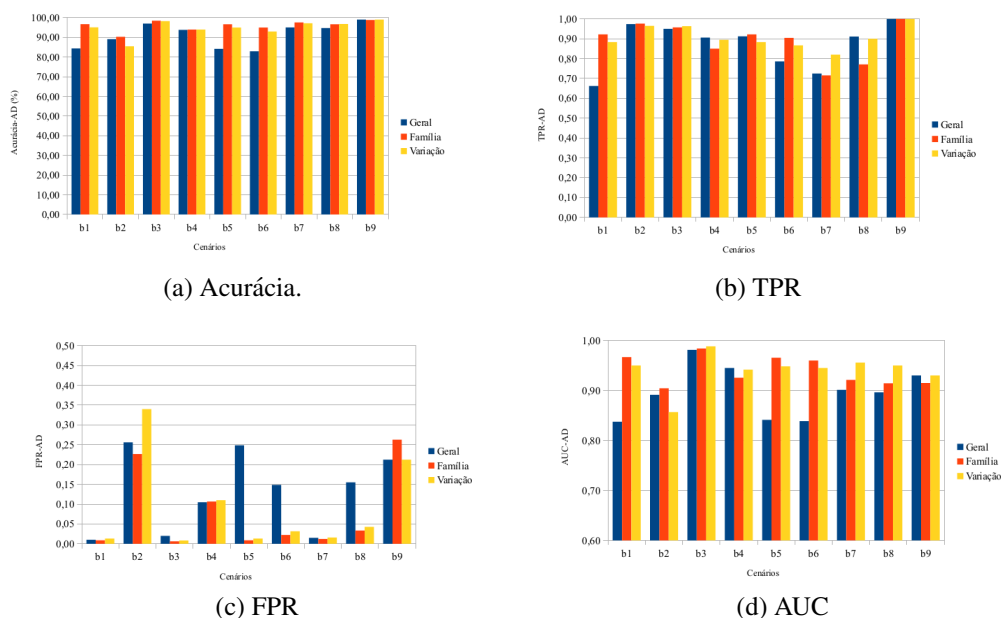 100,00
90,00
80,00
70,00
60,00
50,00
40,00
30,00
20,00
10,00
0,00
Acurácia-AD (%)
b1 b2 b3 b4 b5 b6 b7 b8 b9
Cenários
Geral
Família
Variação
(a) Acurácia.
1,00
0,90
0,80
0,70
0,60
0,50
0,40
0,30
0,20
0,10
0,00
TPR-AD
b1 b2 b3 b4 b5 b6 b7 b8 b9
Cenários
Geral
Família
Variação
(b) TPR
0,50
0,45
0,40
0,35
0,30
0,25
0,20
0,15
0,10
0,05
0,00
FPR-AD
b1 b2 b3 b4 b5 b6 b7 b8 b9
Cenários
Geral
Família
Variação
(c) FPR
1,00
0,90
0,80
0,70
0,60
AUC-AD
b1 b2 b3 b4 b5 b6 b7 b8 b9
Cenários
Geral
Família
Variação
(d) AUC